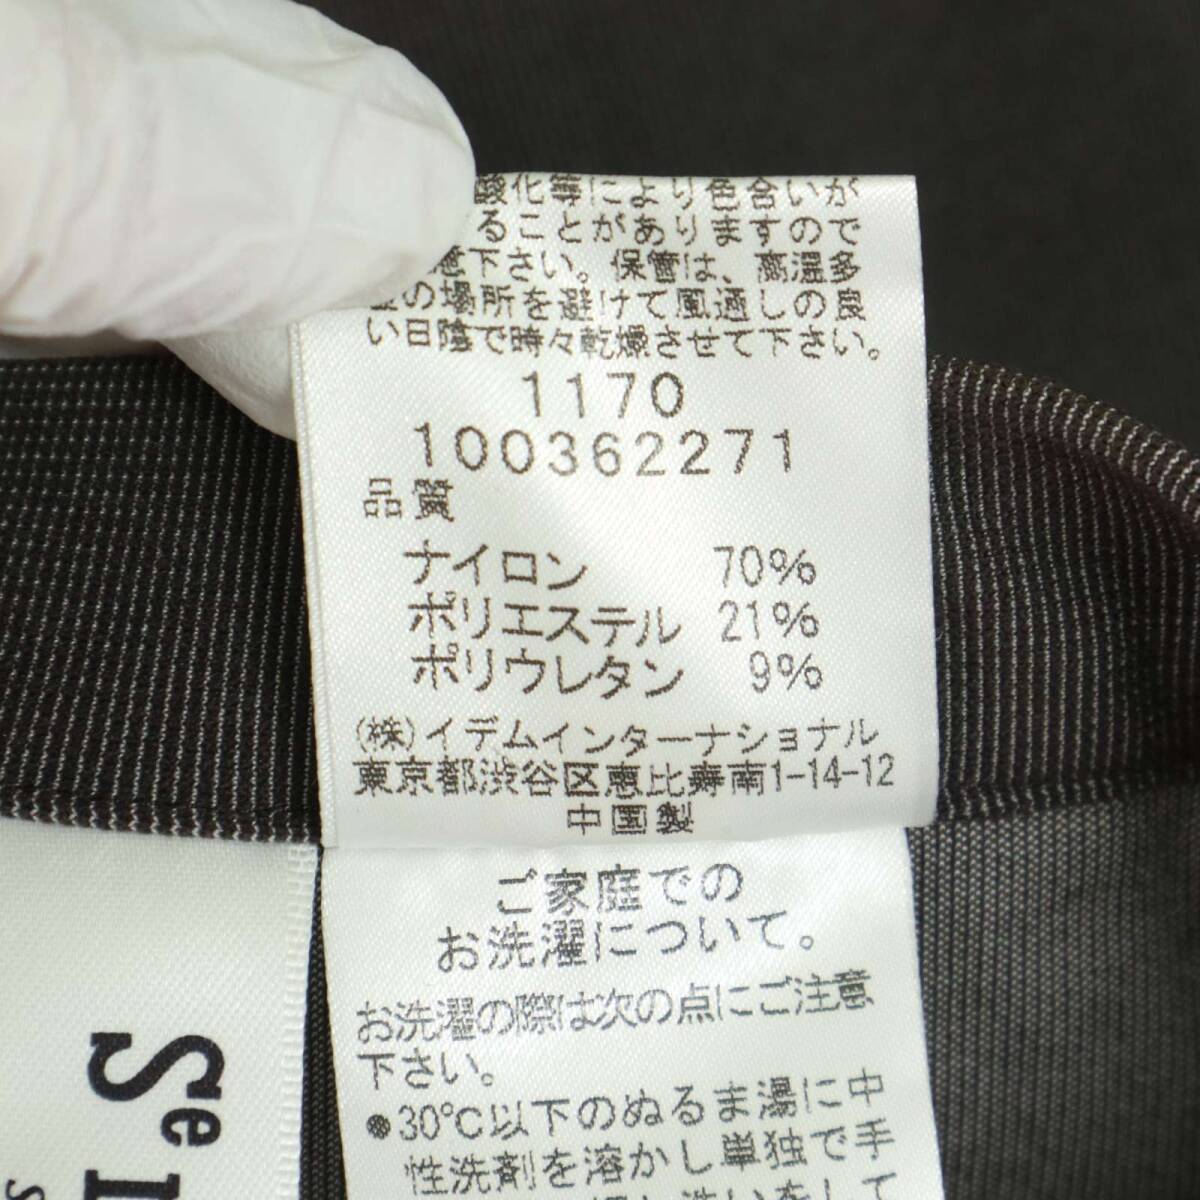 酸化等により色合いが
ることがありますので
下さい。保管は、高温多
の場所を避けて風通しの良
い日陰で時々乾燥させて下さい。
1170
100362271
品質
ナイロン 70%
ポリエステル 21%
ポリウレタン 9%
(株)イデムインターナショナル
東京都渋谷区恵比寿南1-14-12
中国製
ご家庭での
お洗濯について。
お洗濯の際は次の点にご注意
下さい。
●30℃以下のぬるま湯に中
性洗剤を溶かし単独で手
洗いをして
Se